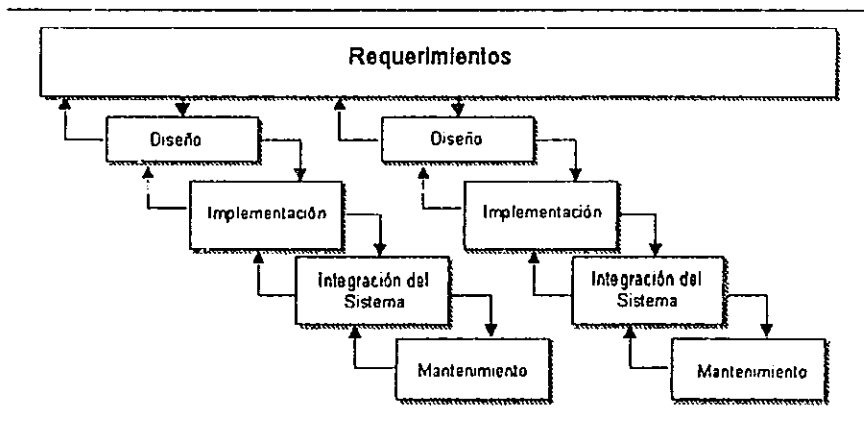 Requerimientos
Diseño
Diseño
Implementación
Implementación
Integración del
Sistema
Integración del
Sistema
Mantenimiento
Mantenimiento